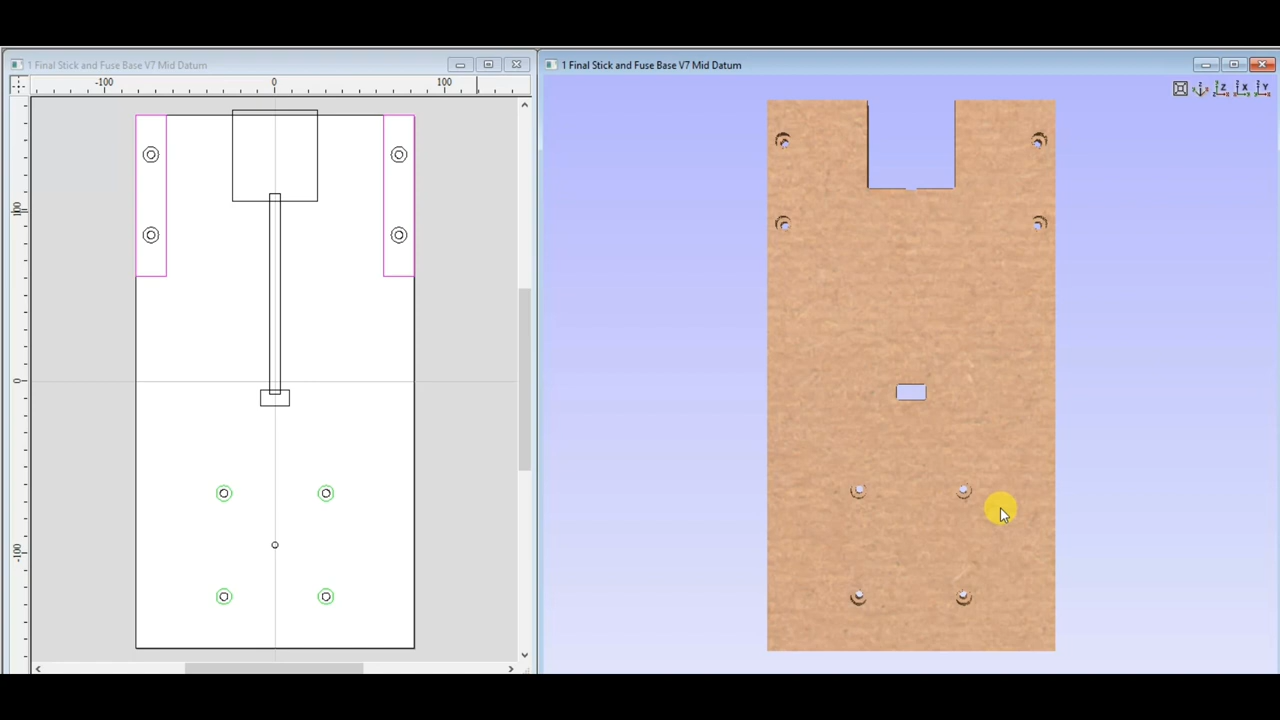 1 Final Stick and Fuse Base V7 Mid Datum
-100 0 100
100
0
-100
1 Final Stick and Fuse Base V7 Mid Datum
Z X Y